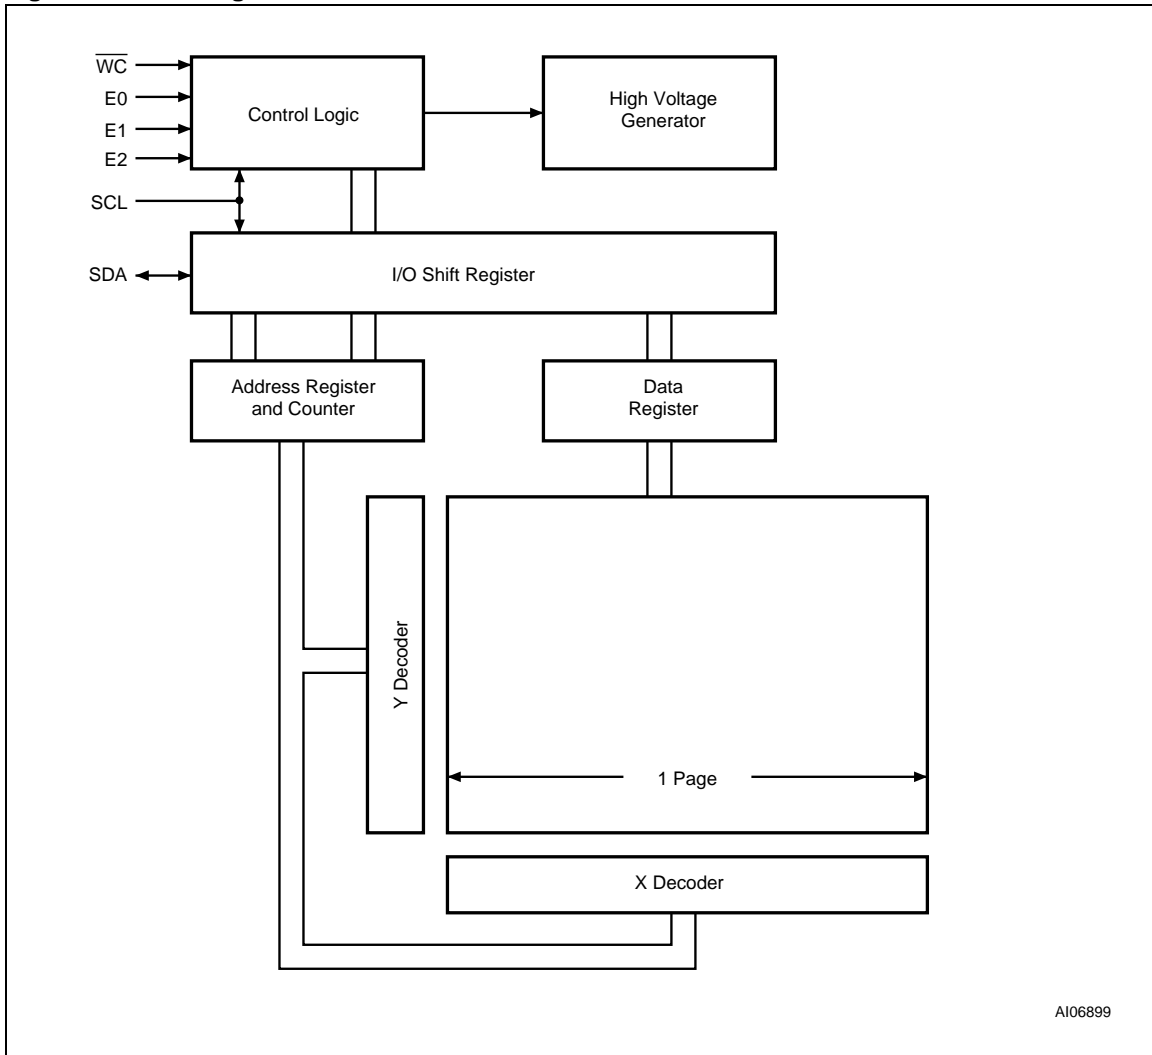 W̅C̅
E0
E1
E2
SCL
SDA
Control Logic
High Voltage
Generator
I/O Shift Register
Address Register
and Counter
Data
Register
Y Decoder
1 Page
X Decoder
AI06899